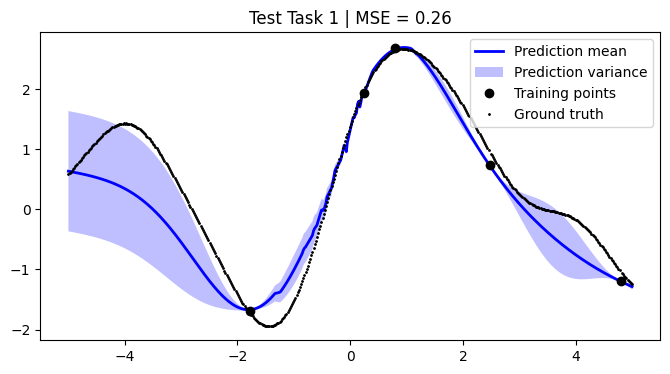 Test Task 1 | MSE = 0.26
Prediction mean
Prediction variance
Training points
Ground truth
2
1
0
−1
−2
−4
−2
0
2
4